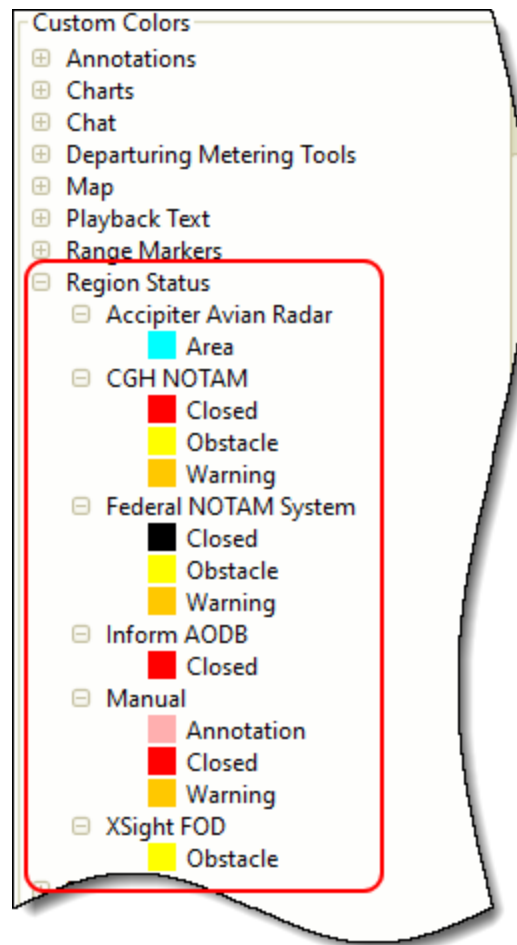 Custom Colors
Annotations
Charts
Chat
Departuring Metering Tools
Map
Playback Text
Range Markers
Region Status
Accipiter Avian Radar
Area
CGH NOTAM
Closed
Obstacle
Warning
Federal NOTAM System
Closed
Obstacle
Warning
Inform AODB
Closed
Manual
Annotation
Closed
Warning
XSight FOD
Obstacle